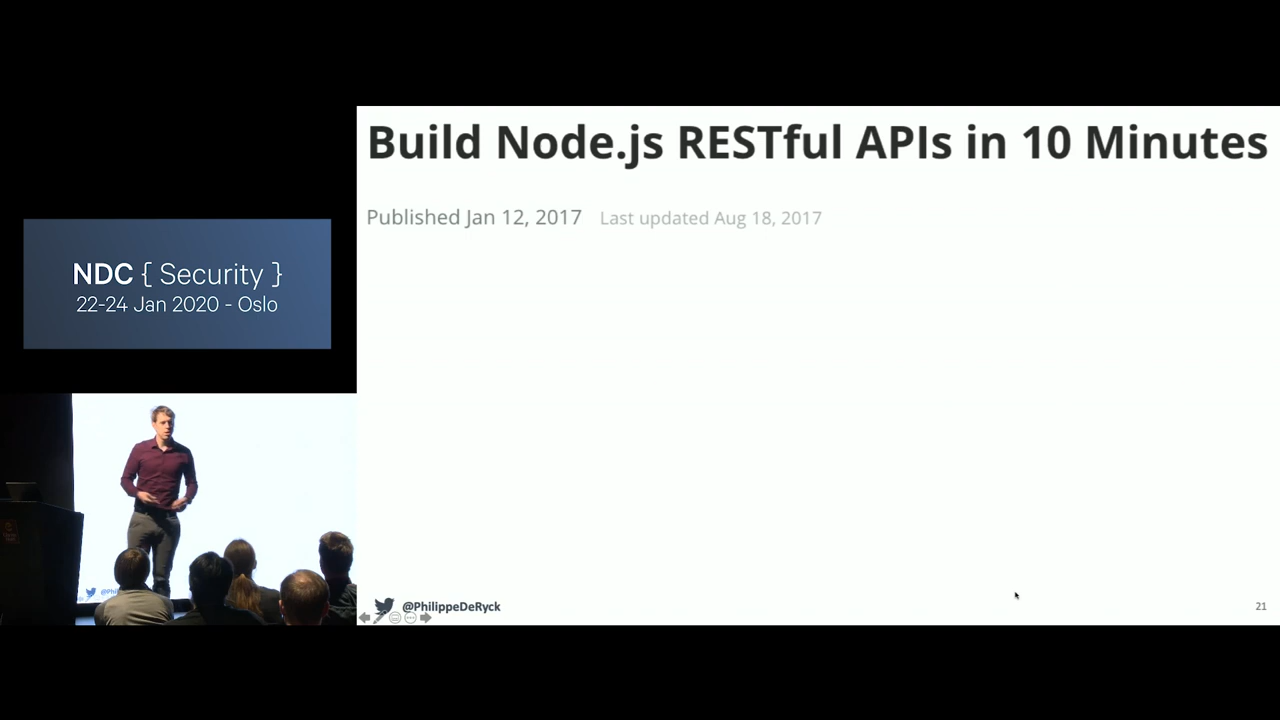 Build Node.js RESTful APIs in 10 Minutes
Published Jan 12, 2017 Last updated Aug 18, 2017
NDC { Security }
22-24 Jan 2020 - Oslo
@PhilippeDeRyck
21